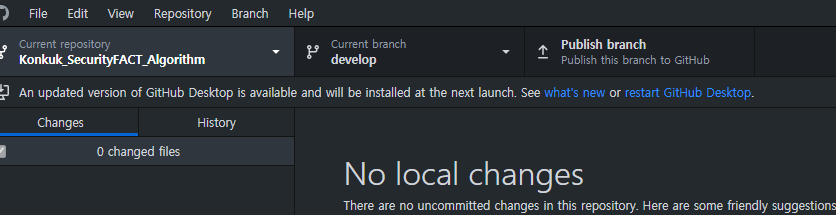 File Edit View Repository Branch Help
Current repository
Konkuk_SecurityFACT_Algorithm
Current branch
develop
Publish branch
Publish this branch to GitHub
An updated version of GitHub Desktop is available and will be installed at the next launch. See what's new or restart GitHub Desktop.
Changes History
0 changed files
No local changes
There are no uncommitted changes in this repository. Here are some friendly suggestions